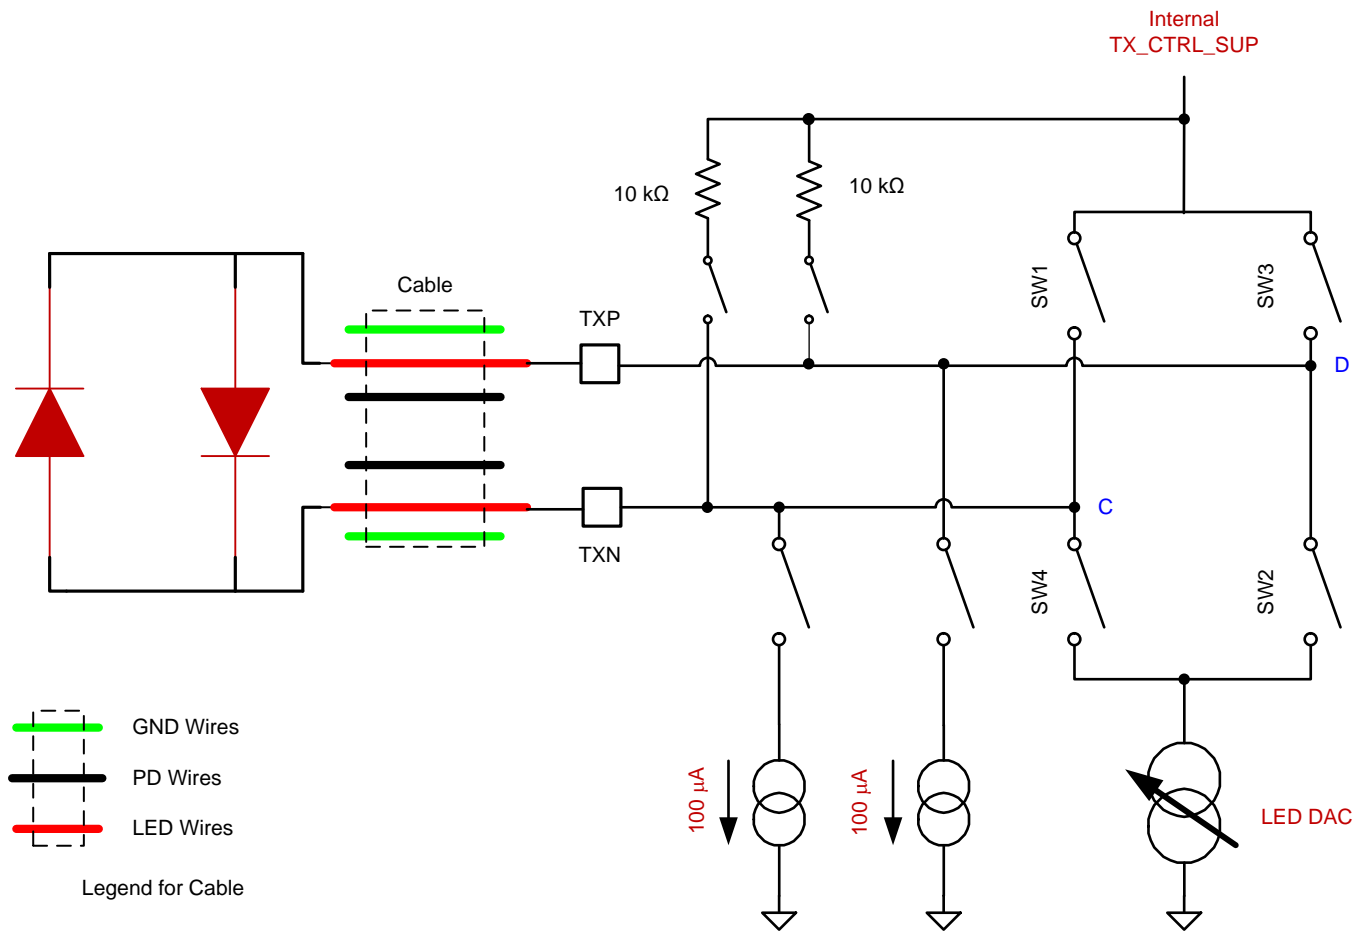 Internal
TX_CTRL_SUP
10 kΩ
10 kΩ
SW1
SW3
Cable
TXP
D
C
TXN
SW4
SW2
GND Wires
PD Wires
LED Wires
Legend for Cable
100 µA
100 µA
LED DAC